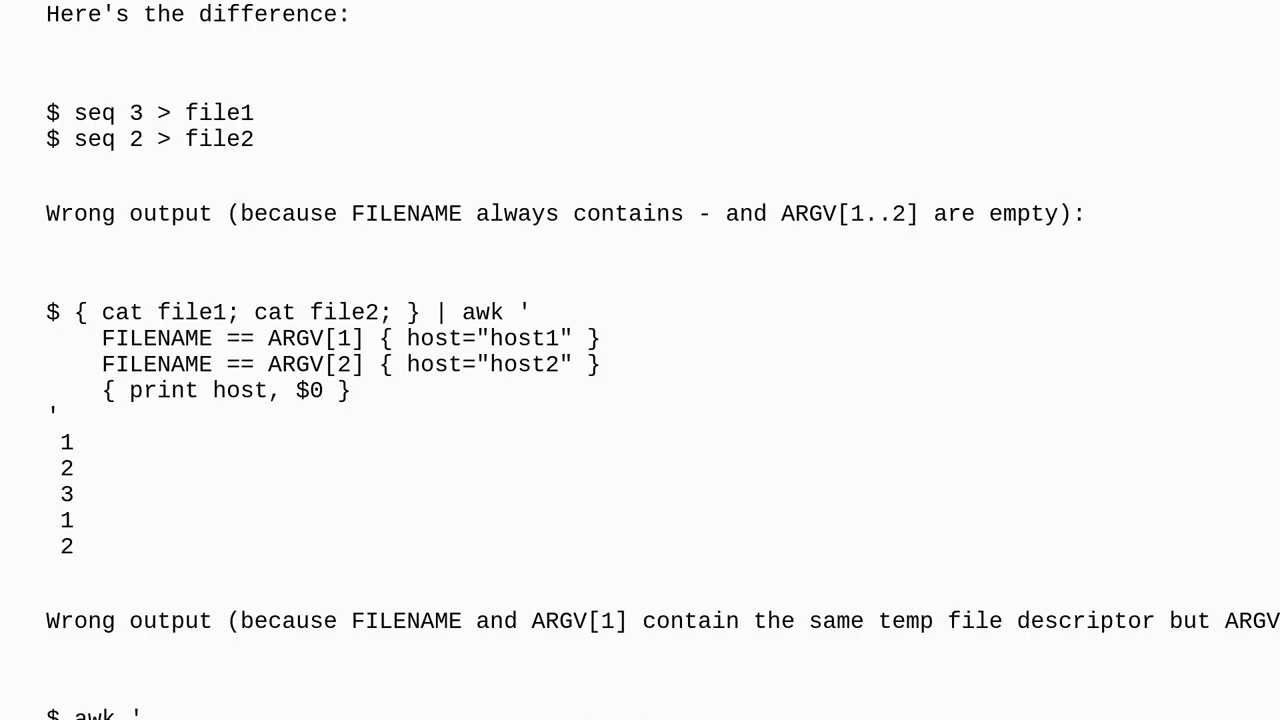 Here's the difference:
$ seq 3 > file1
$ seq 2 > file2
Wrong output (because FILENAME always contains - and ARGV[1..2] are empty):
$ { cat file1; cat file2; } | awk '
    FILENAME == ARGV[1] { host="host1" }
    FILENAME == ARGV[2] { host="host2" }
    { print host, $0 }
'
 1
 2
 3
 1
 2
Wrong output (because FILENAME and ARGV[1] contain the same temp file descriptor but ARGV
$ awk '